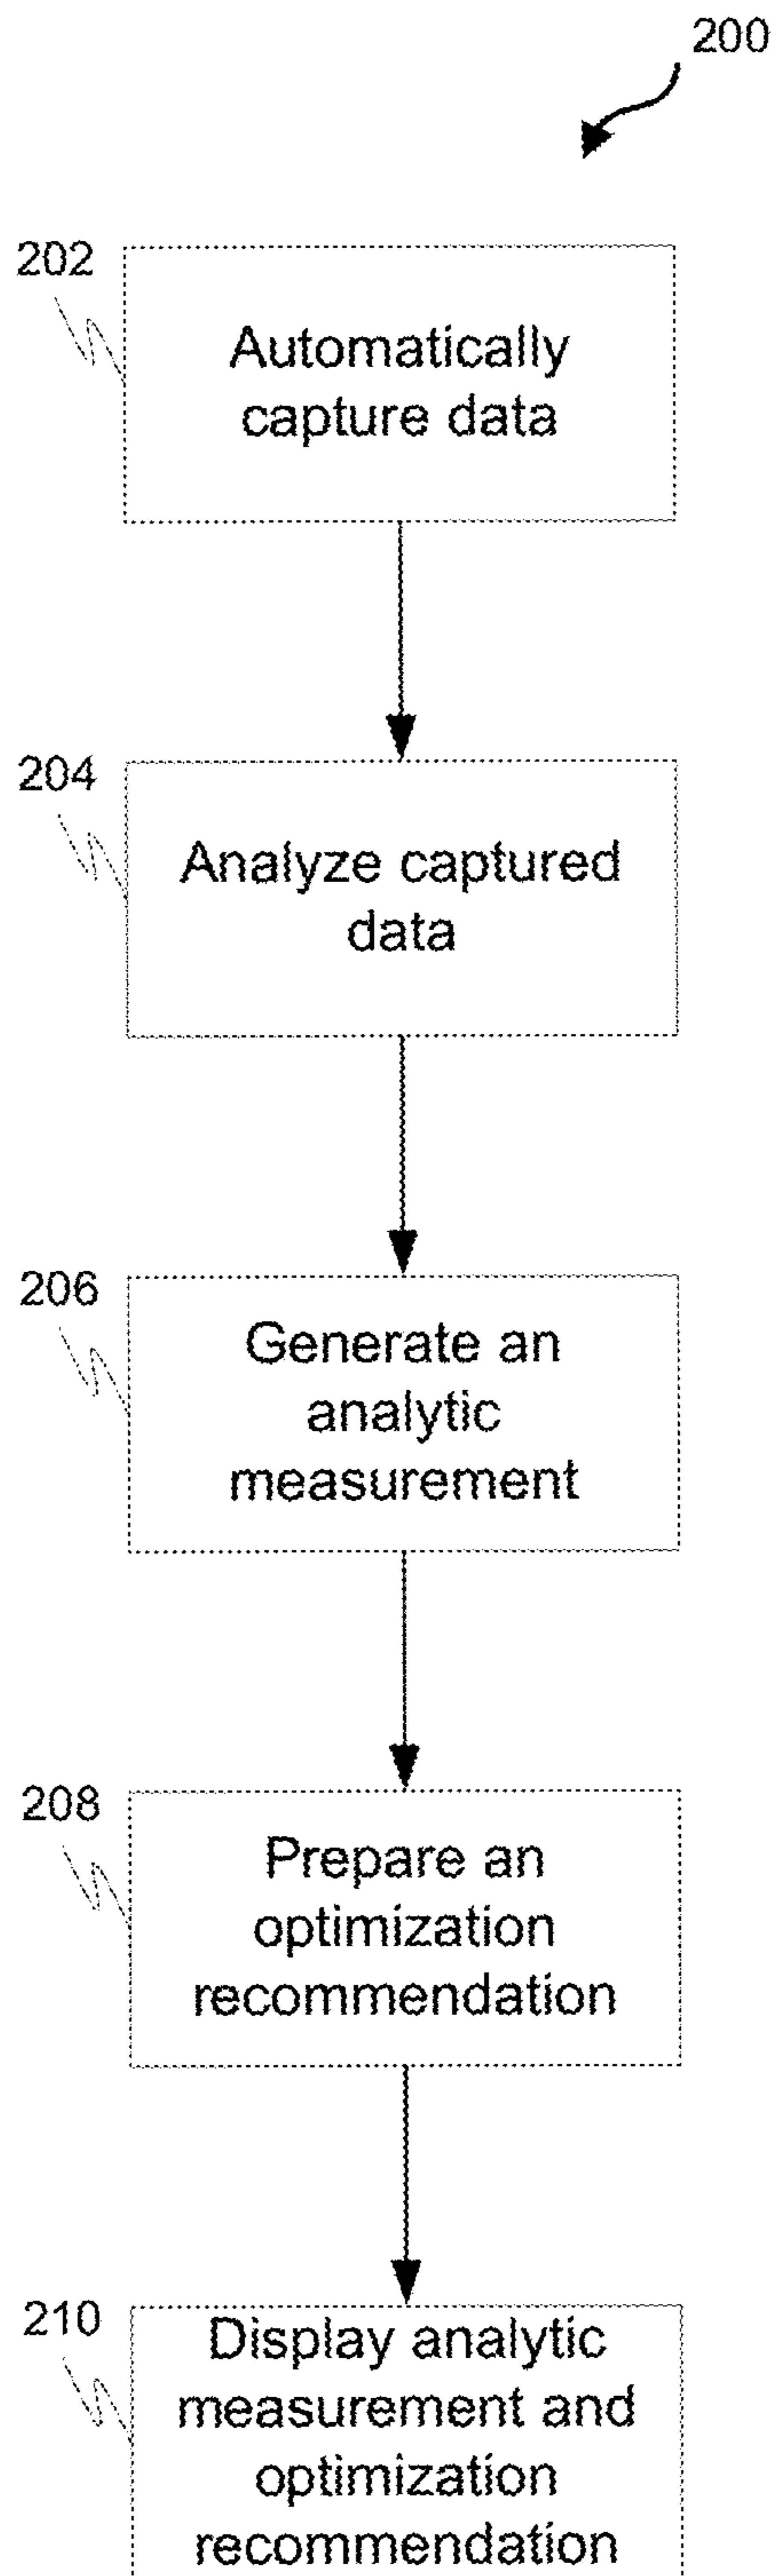 200
202
Automatically
capture data
204
Analyze captured
data
206
Generate an
analytic
measurement
208
Prepare an
optimization
recommendation
210
Display analytic
measurement and
optimization
recommendation